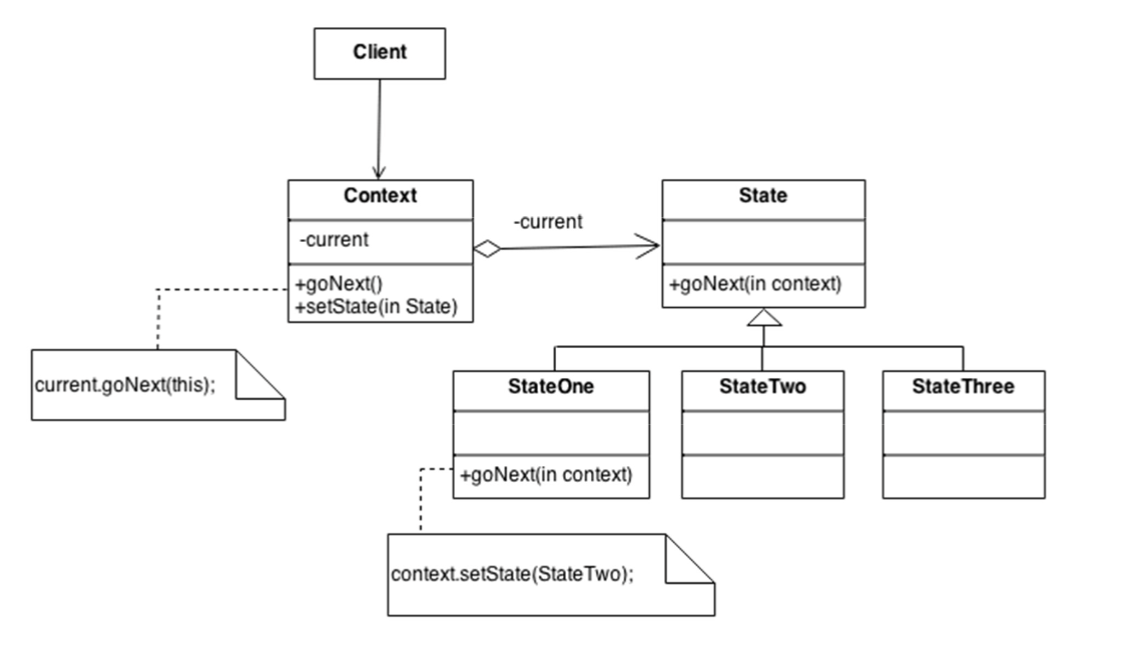 Client
Context
-current
+goNext()
+setState(in State)
-current
State
+goNext(in context)
current.goNext(this);
StateOne
+goNext(in context)
StateTwo
StateThree
context.setState(StateTwo);